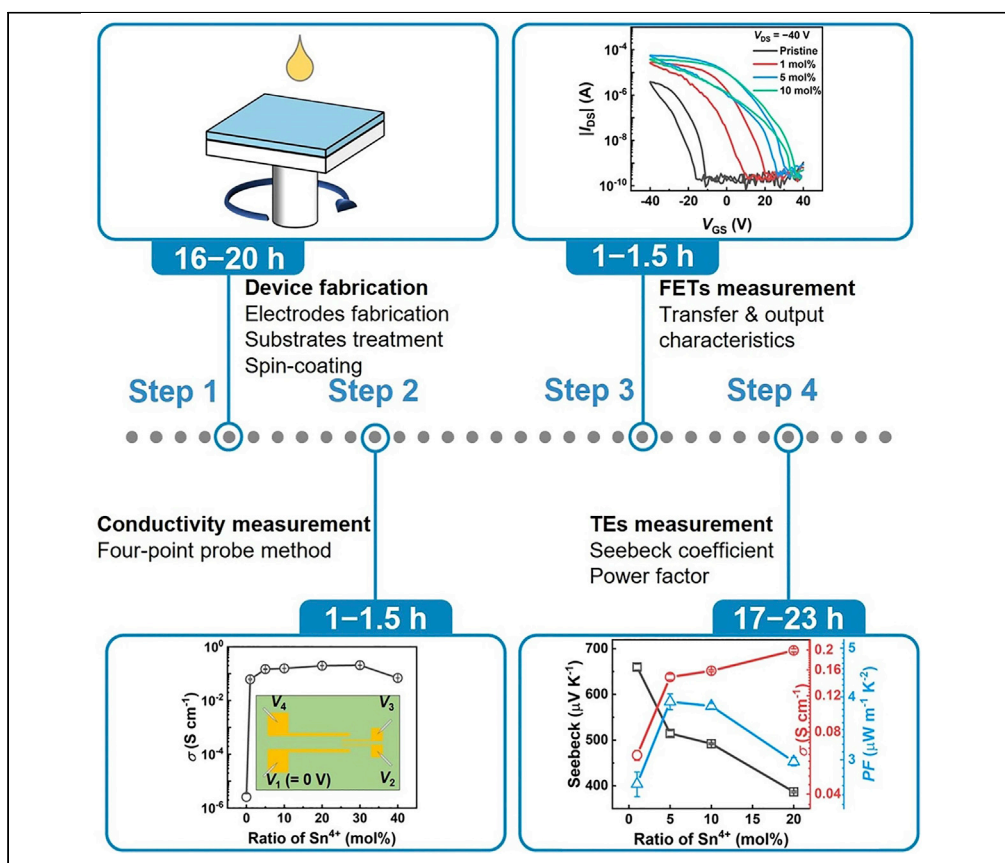 V_DS = −40 V
Pristine
1 mol%
5 mol%
10 mol%
|I_DS| (A)
10⁻⁴
10⁻⁶
10⁻⁸
10⁻¹⁰
-40 -20 0 20 40
V_GS (V)
16–20 h
1–1.5 h
Device fabrication
Electrodes fabrication
Substrates treatment
Spin-coating
FETs measurement
Transfer & output
characteristics
Step 1
Step 2
Step 3
Step 4
Conductivity measurement
Four-point probe method
TEs measurement
Seebeck coefficient
Power factor
1–1.5 h
17–23 h
σ (S cm⁻¹)
10⁰
10⁻²
10⁻⁴
10⁻⁶
V₄
V₃
V₁ (= 0 V)
V₂
0 10 20 30 40
Ratio of Sn⁴⁺ (mol%)
Seebeck (μV K⁻¹)
700
600
500
400
0 5 10 15 20
Ratio of Sn⁴⁺ (mol%)
0.2
0.16
0.12
0.08
0.04
σ (S cm⁻¹)
5
4
3
2
PF (μW m⁻¹ K⁻²)